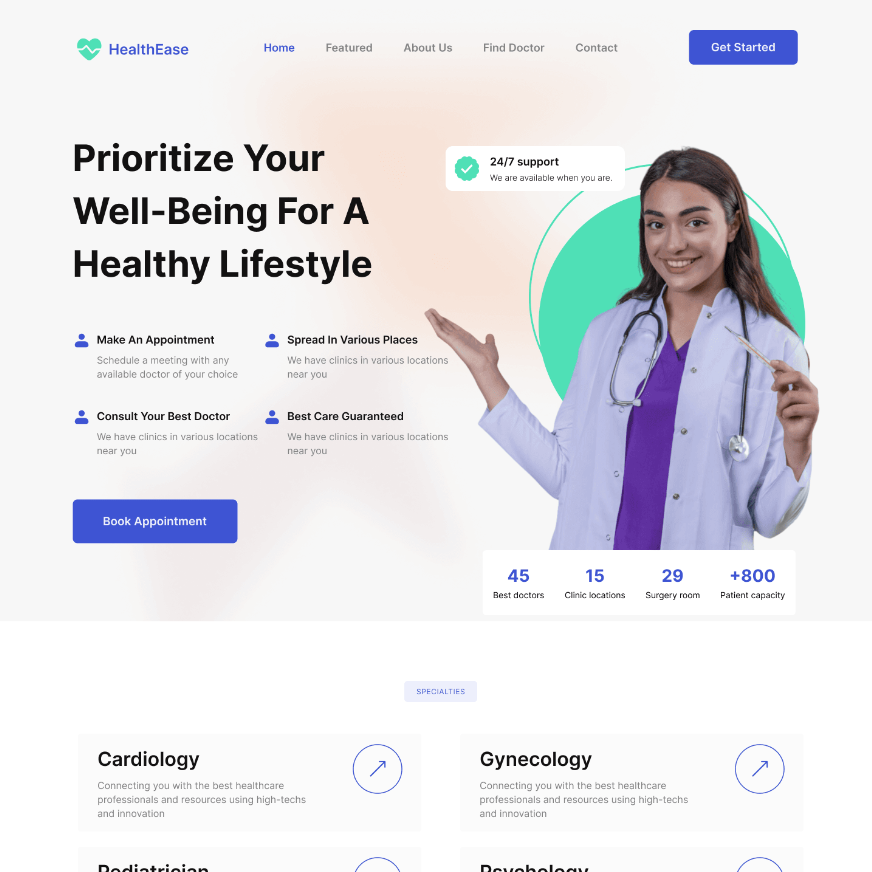 HealthEase
Home
Featured
About Us
Find Doctor
Contact
Get Started
Prioritize Your
Well-Being For A
Healthy Lifestyle
24/7 support
We are available when you are.
Make An Appointment
Schedule a meeting with any
available doctor of your choice
Spread In Various Places
We have clinics in various locations
near you
Consult Your Best Doctor
We have clinics in various locations
near you
Best Care Guaranteed
We have clinics in various locations
near you
Book Appointment
45
Best doctors
15
Clinic locations
29
Surgery room
+800
Patient capacity
SPECIALTIES
Cardiology
Connecting you with the best healthcare
professionals and resources using high-techs
and innovation
Gynecology
Connecting you with the best healthcare
professionals and resources using high-techs
and innovation
Pediatrician
Psychology